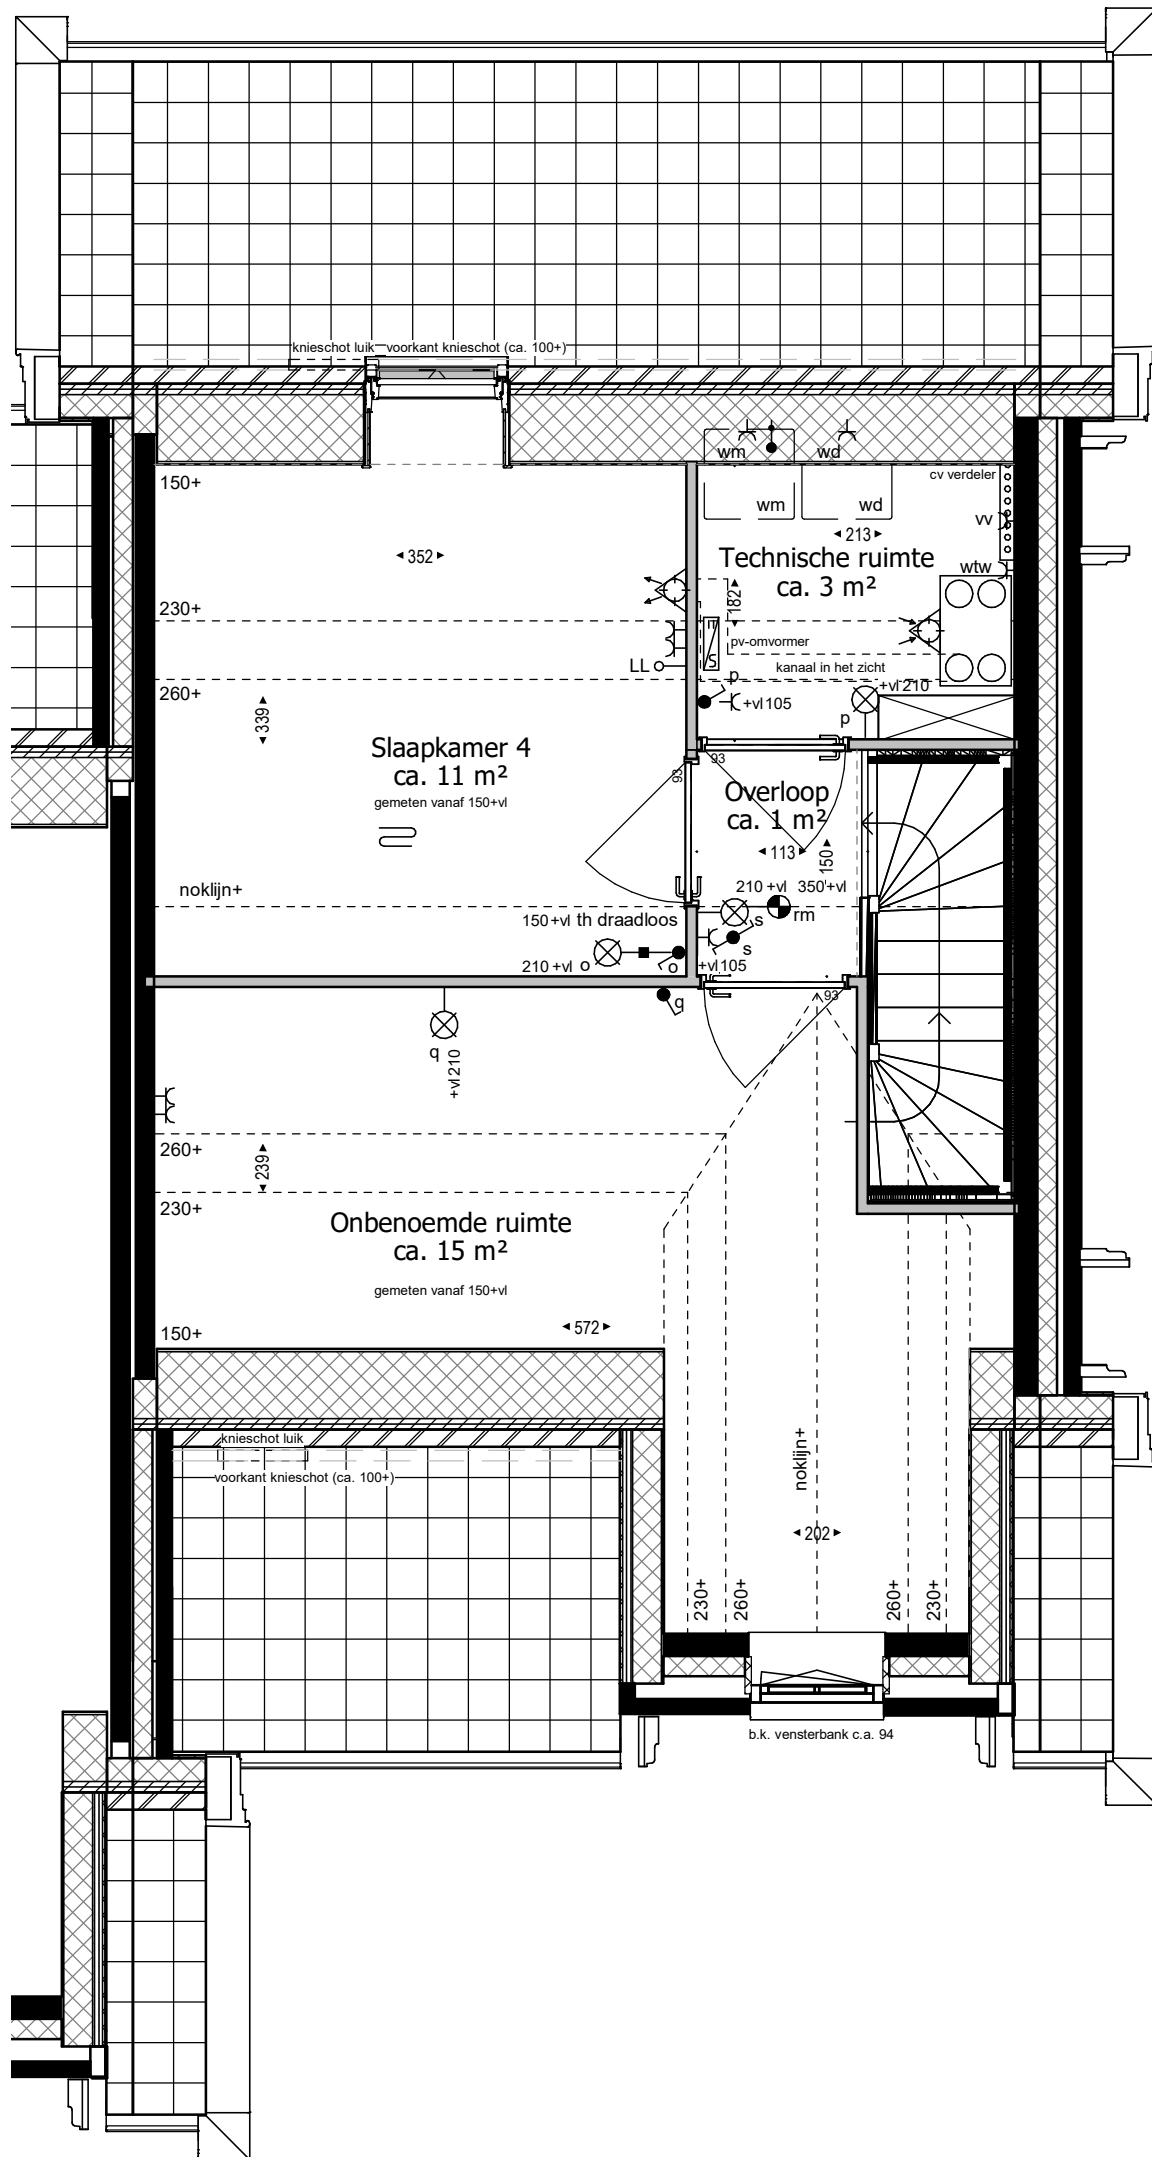 knieschot luik
voorkant knieschot (ca. 100+)
wm
wd
cv verdeler
150+
wm
wd
vv
213
352
Technische ruimte
ca. 3 m²
wtw
182
230+
pv-omvormer
LL
S
kanaal in het zicht
p
+vl 210
260+
+vl 105
p
339
Slaapkamer 4
ca. 11 m²
gemeten vanaf 150+vl
93
93
Overloop
ca. 1 m²
113
150
noklijn+
210 +vl
350 +vl
150+vl th draadloos
s
rm
s
210 +vl
o
o
+vl 105
93
q
q
+vl 210
260+
239
230+
Onbenoemde ruimte
ca. 15 m²
gemeten vanaf 150+vl
572
150+
knieschot luik
voorkant knieschot (ca. 100+)
noklijn+
202
230+
260+
260+
230+
b.k. vensterbank c.a. 94